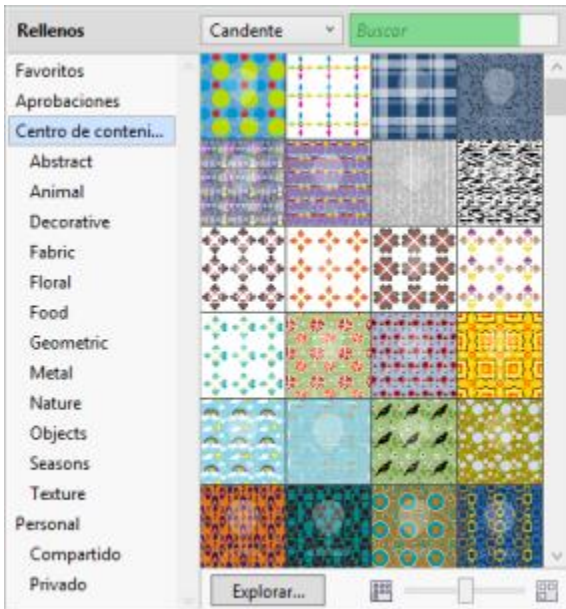 Rellenos
Candente
Buscar
Favoritos
Aprobaciones
Centro de conteni...
Abstract
Animal
Decorative
Fabric
Floral
Food
Geometric
Metal
Nature
Objects
Seasons
Texture
Personal
Compartido
Privado
Explorar...